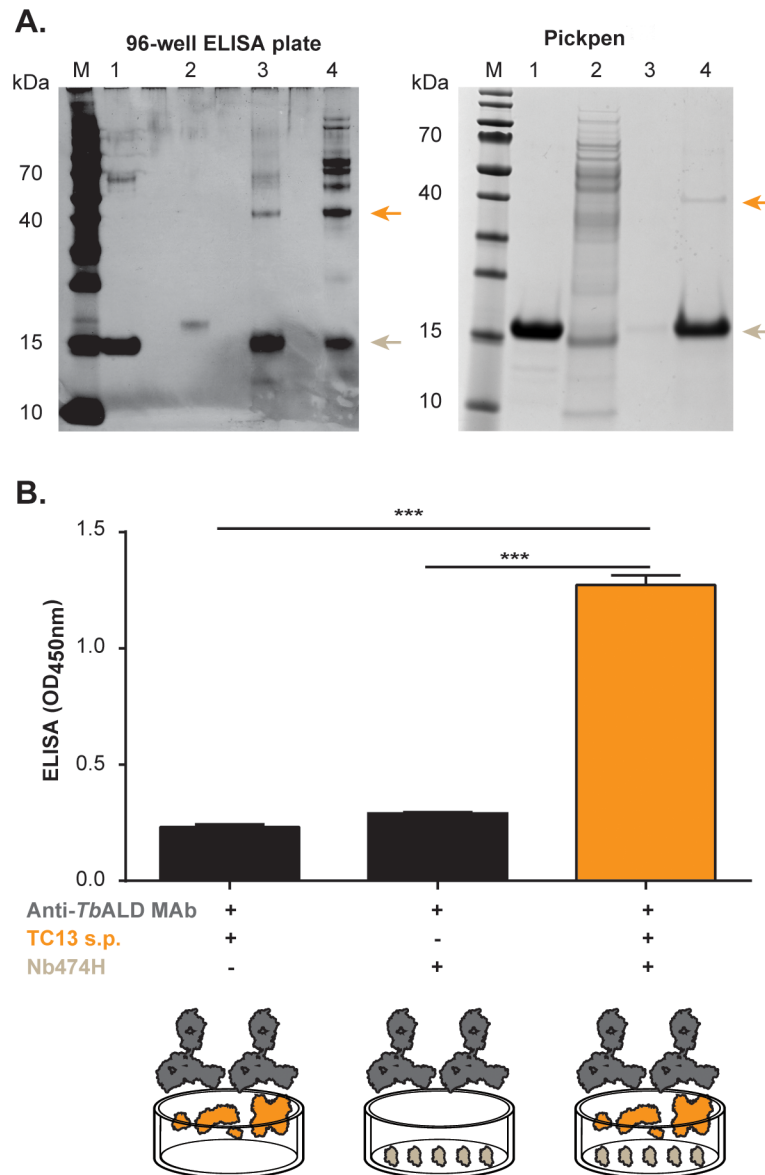 A.
96-well ELISA plate
Pickpen
kDa M 1 2 3 4
kDa M 1 2 3 4
70
40
15
10
70
40
15
10
B.
***
***
ELISA (OD450nm)
1.5
1.0
0.5
0.0
Anti-TbALD MAb + + +
TC13 s.p. + - +
Nb474H - + +